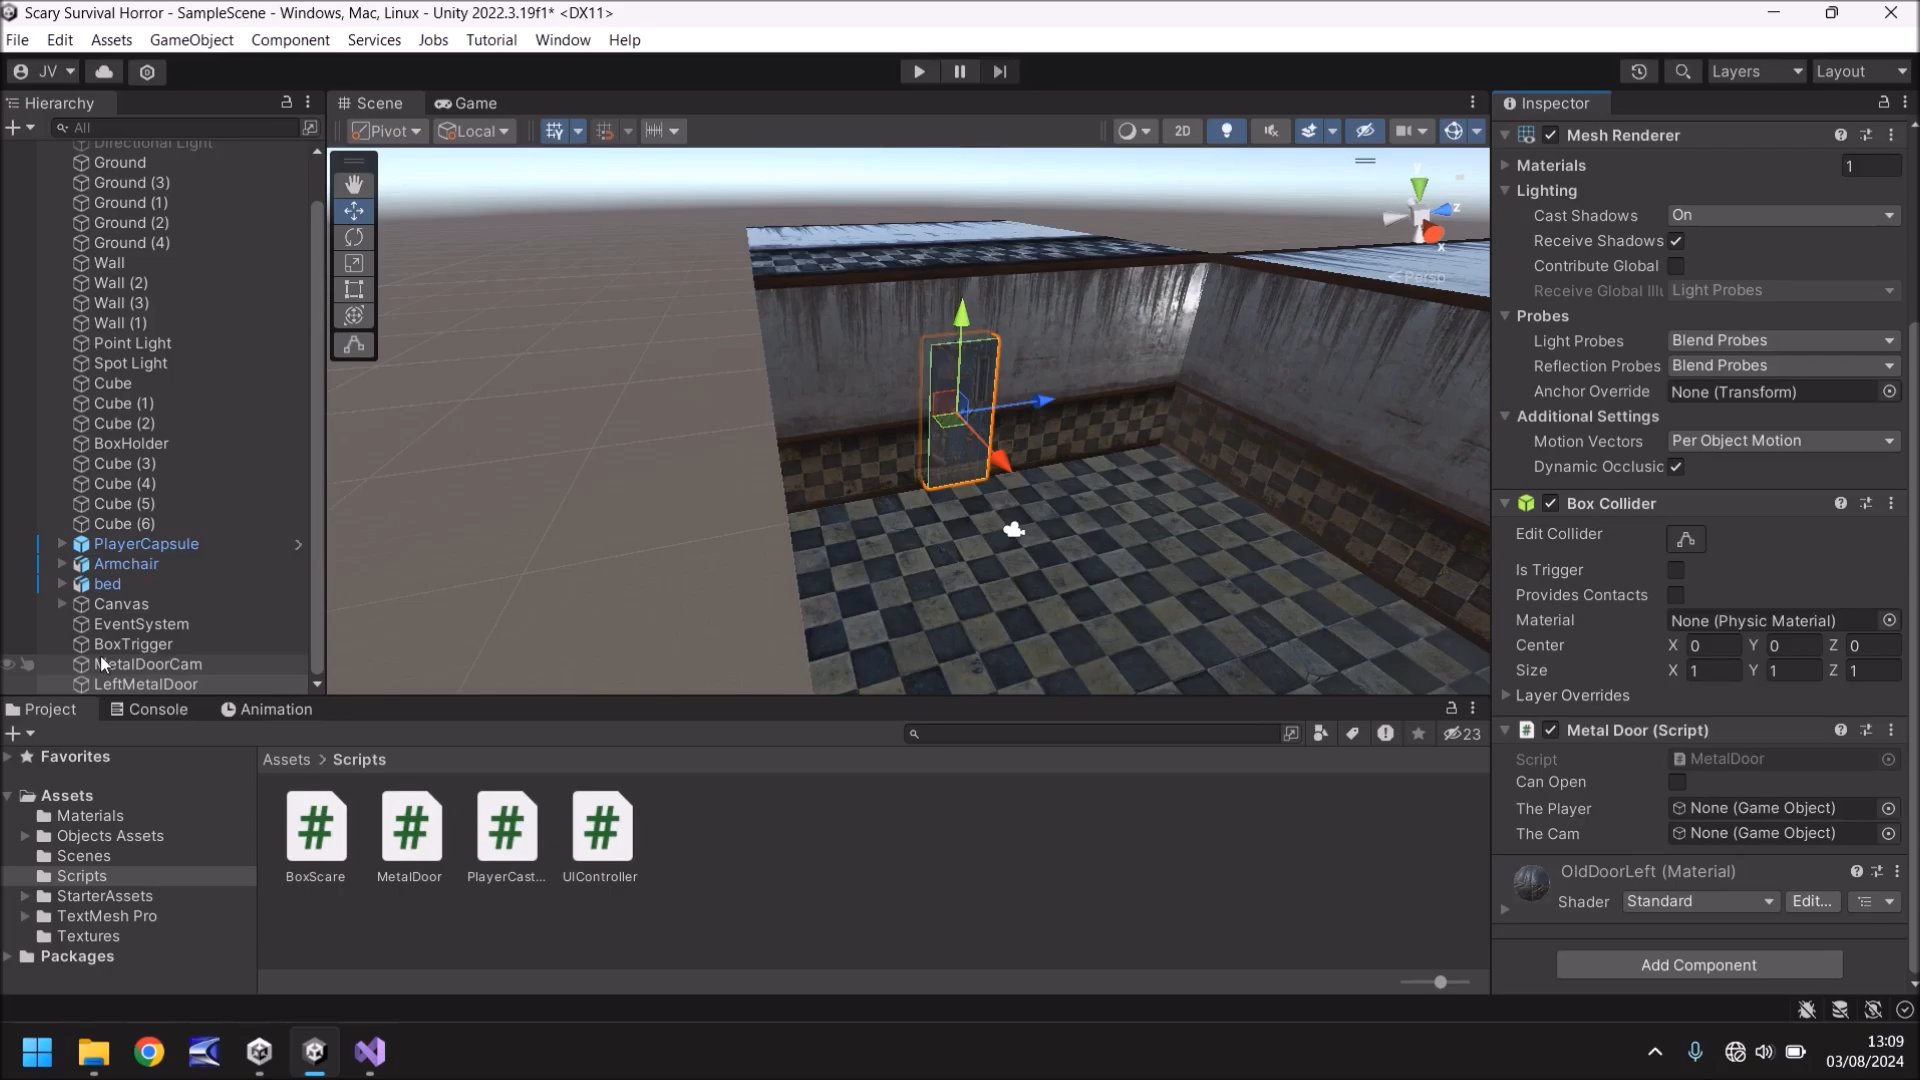 Scary Survival Horror - SampleScene - Windows, Mac, Linux - Unity 2022.3.19f1* <DX11>
File Edit Assets GameObject Component Services Jobs Tutorial Window Help
JV Layers Layout
Hierarchy
All
Directional Light
Ground
Ground (3)
Ground (1)
Ground (2)
Ground (4)
Wall
Wall (2)
Wall (3)
Wall (1)
Point Light
Spot Light
Cube
Cube (1)
Cube (2)
BoxHolder
Cube (3)
Cube (4)
Cube (5)
Cube (6)
PlayerCapsule
Armchair
bed
Canvas
EventSystem
BoxTrigger
MetalDoorCam
LeftMetalDoor
Scene Game
Pivot Local 2D
y
z
x
Persp
Inspector
Mesh Renderer
Materials 1
Lighting
Cast Shadows On
Receive Shadows
Contribute Global
Receive Global Illu Light Probes
Probes
Light Probes Blend Probes
Reflection Probes Blend Probes
Anchor Override None (Transform)
Additional Settings
Motion Vectors Per Object Motion
Dynamic Occlusic
Box Collider
Edit Collider
Is Trigger
Provides Contacts
Material None (Physic Material)
Center X 0 Y 0 Z 0
Size X 1 Y 1 Z 1
Layer Overrides
# Metal Door (Script)
Script MetalDoor
Can Open
The Player None (Game Object)
The Cam None (Game Object)
OldDoorLeft (Material)
Shader Standard Edit...
Add Component
Project Console Animation
23
Favorites
Assets
Materials
Objects Assets
Scenes
Scripts
StarterAssets
TextMesh Pro
Textures
Packages
Assets > Scripts
# # # #
BoxScare MetalDoor PlayerCast... UIController
13:09
03/08/2024